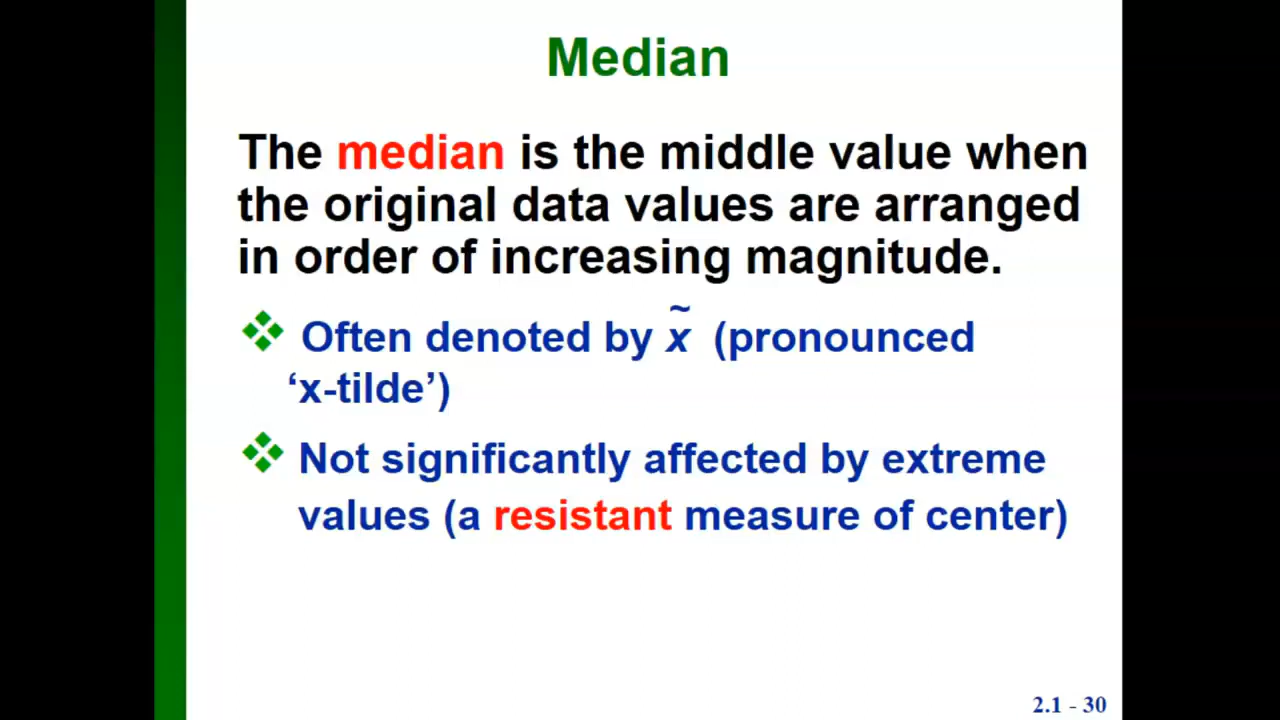 Median
The median is the middle value when
the original data values are arranged
in order of increasing magnitude.
❖ Often denoted by x̃ (pronounced
‘x-tilde’)
❖ Not significantly affected by extreme
values (a resistant measure of center)
2.1 - 30